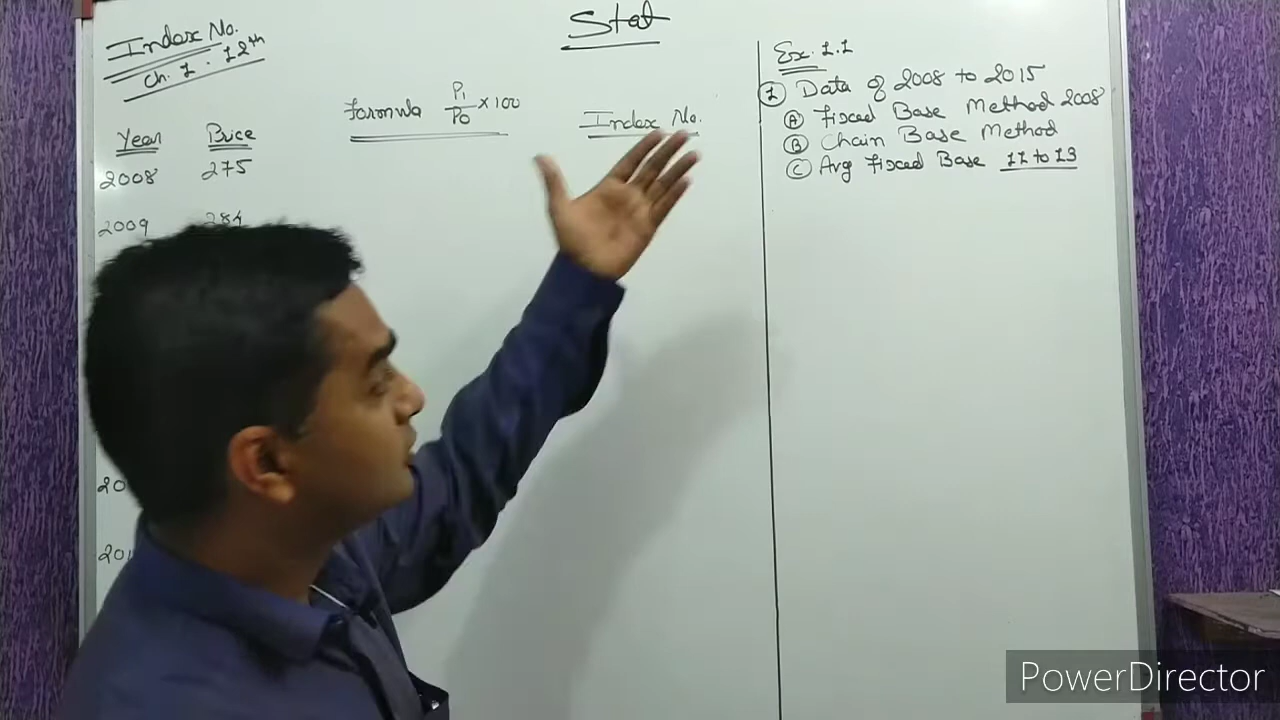 Stat
Index No.
Ch. 1. 12th
Year Price
2008 275
2009 284
Formula P1/P0 × 100
Index No.
Ex. 1.1
1 Data of 2008 to 2015
A Fixed Base Method 2008
B Chain Base Method
C Avg Fixed Base 11 to 13
PowerDirector